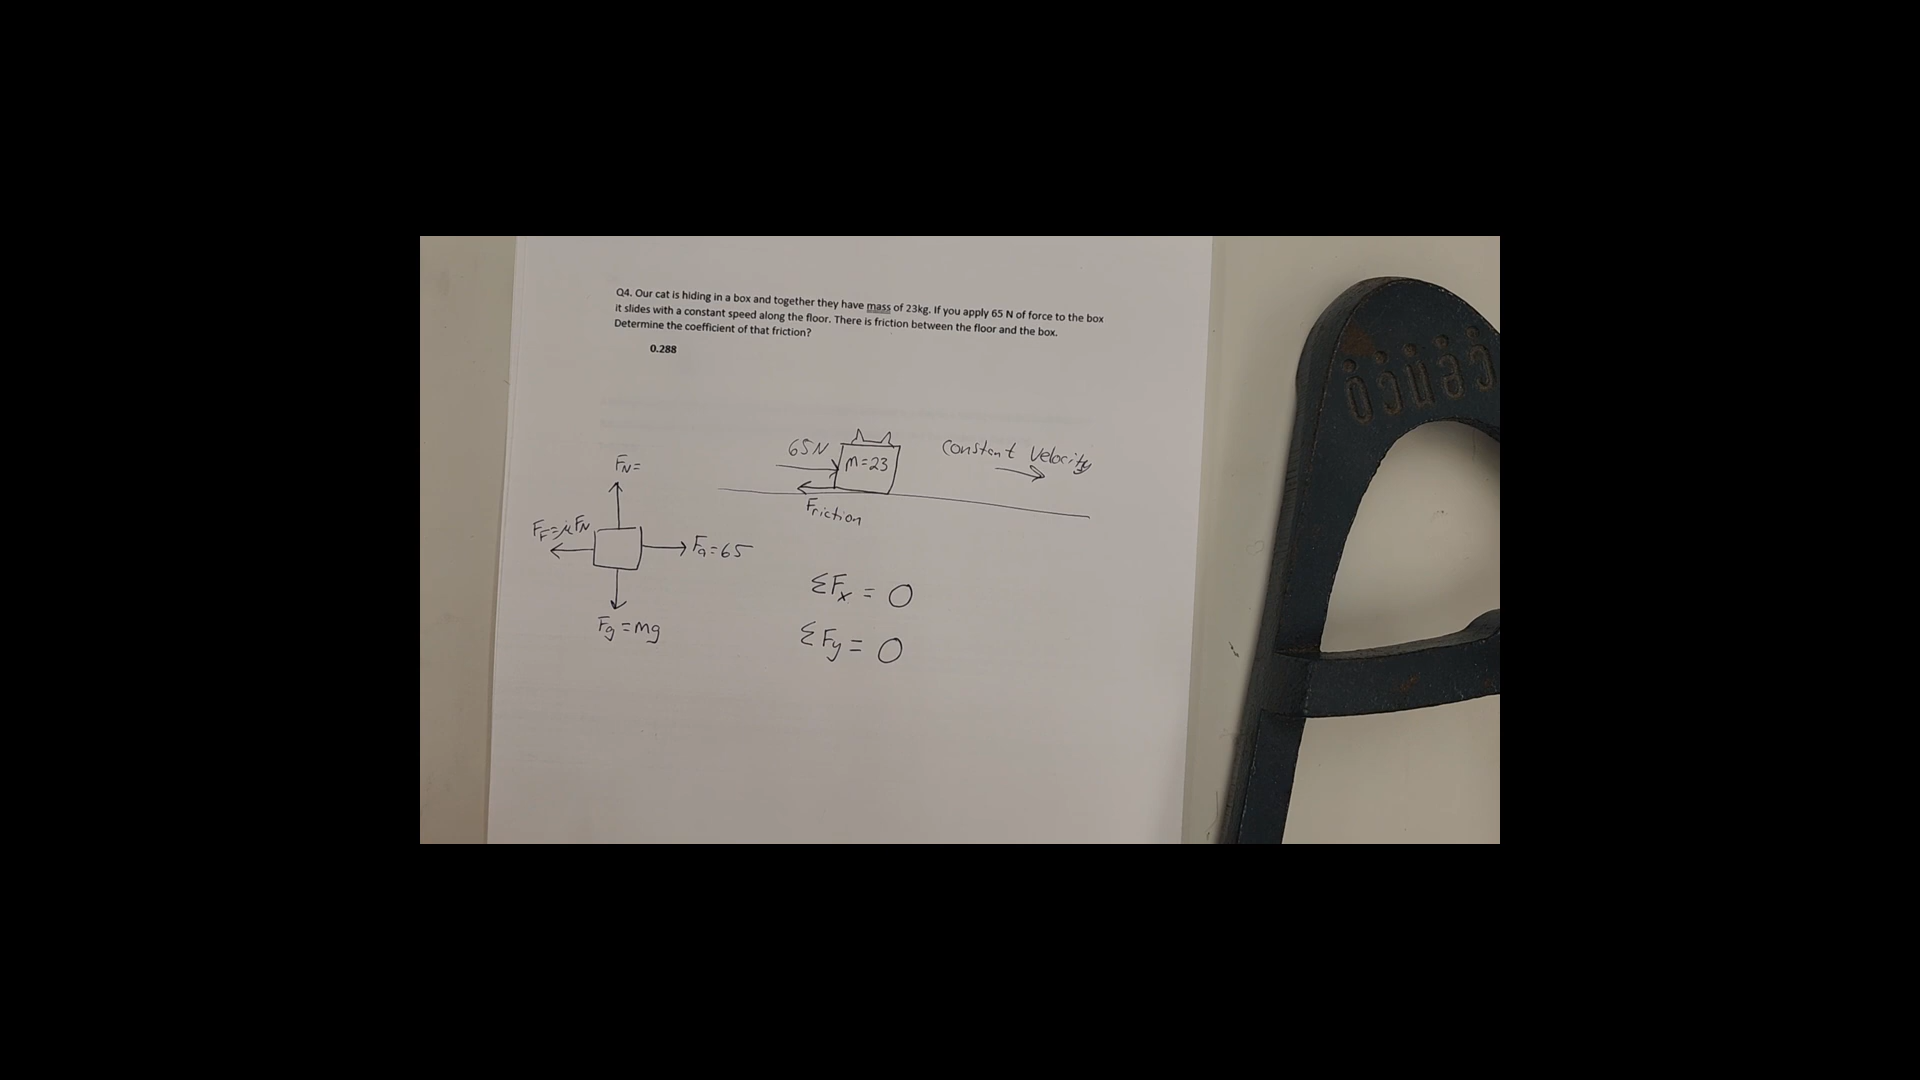 Q4. Our cat is hiding in a box and together they have mass of 23kg. If you apply 65 N of force to the box
it slides with a constant speed along the floor. There is friction between the floor and the box.
Determine the coefficient of that friction?
0.288
65N
m=23
Constant Velocity
Friction
FN=
FF=μFN
Fa=65
Fg=mg
ΣFx = 0
ΣFy = 0